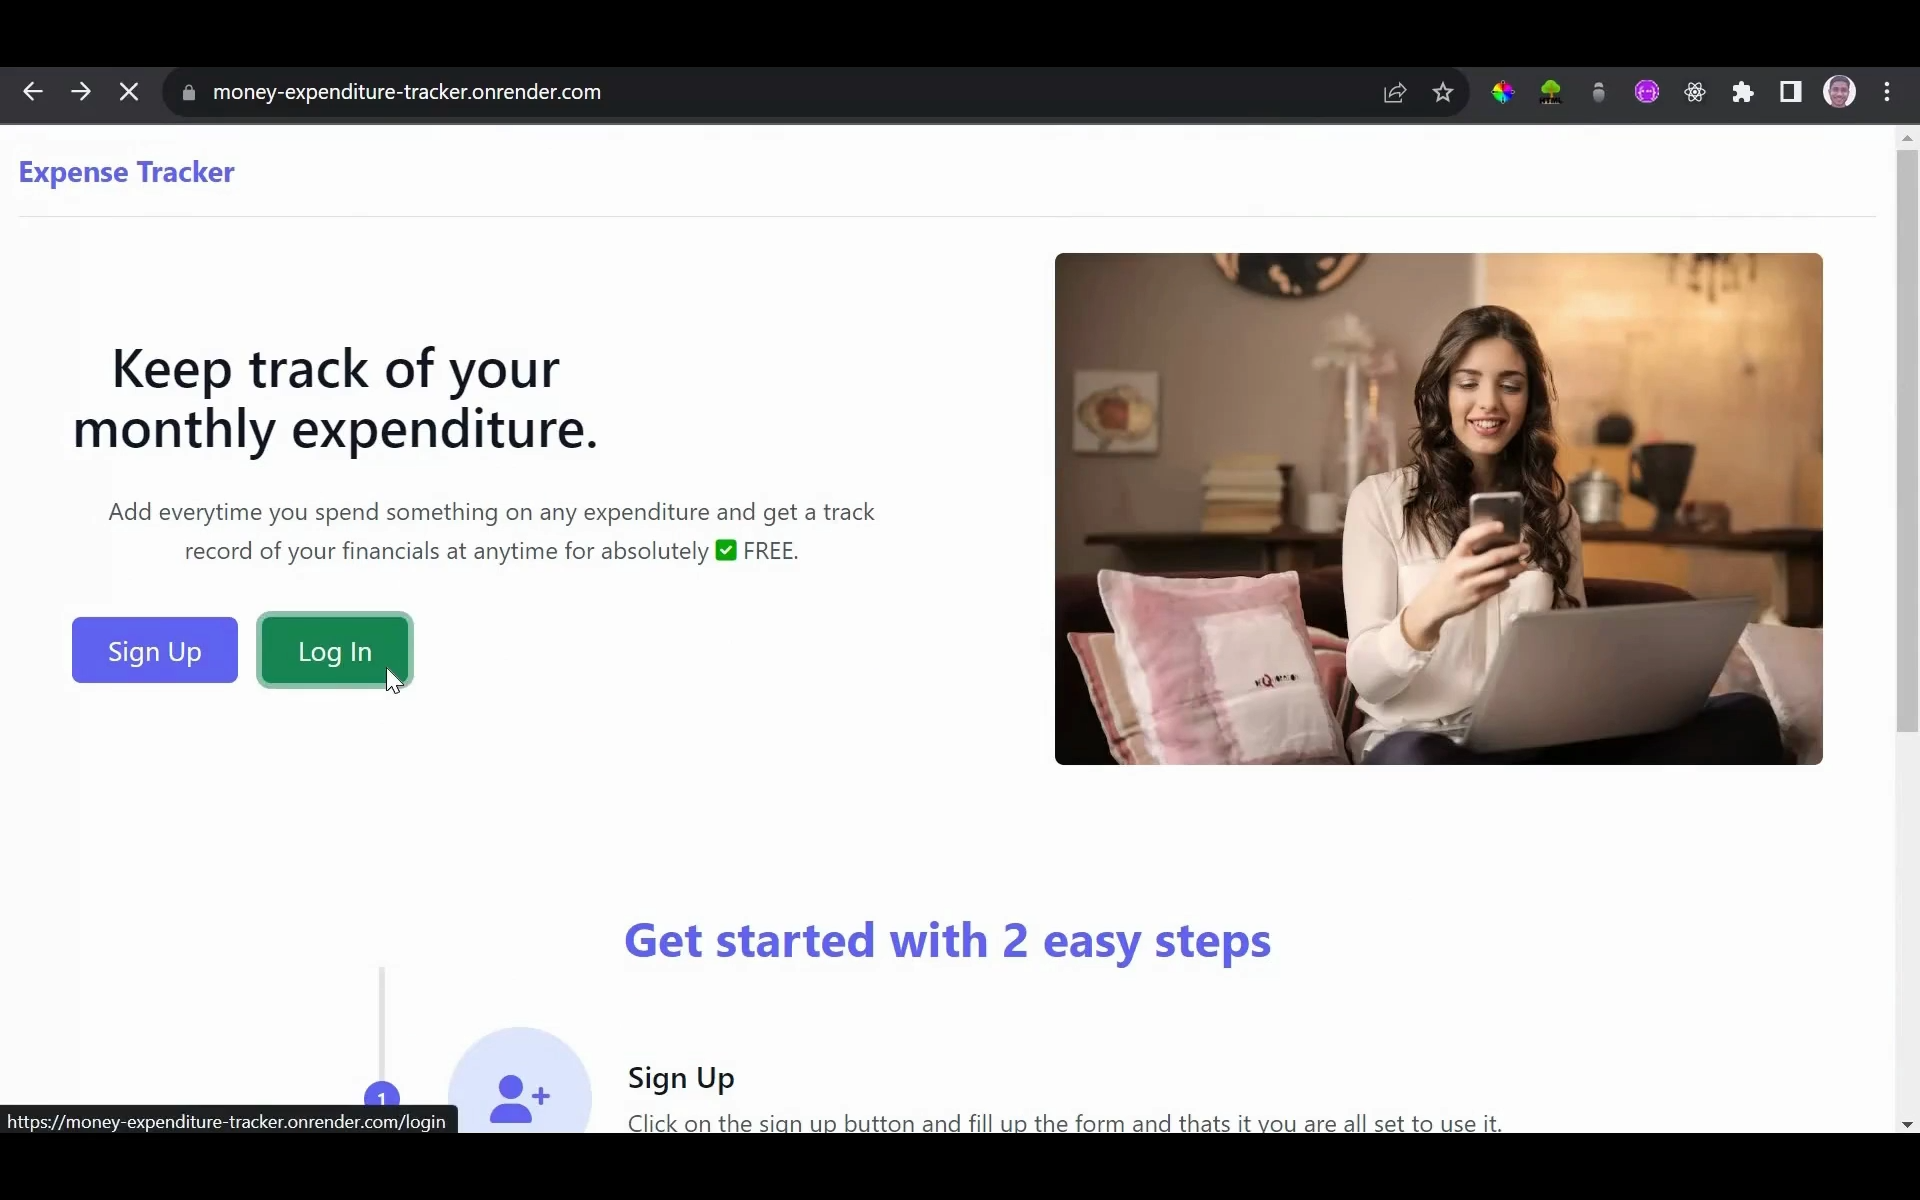 money-expenditure-tracker.onrender.com
Expense Tracker
Keep track of your
monthly expenditure.
Add everytime you spend something on any expenditure and get a track
record of your financials at anytime for absolutely ✅ FREE.
Sign Up
Log In
Get started with 2 easy steps
1
Sign Up
Click on the sign up button and fill up the form and thats it you are all set to use it.
https://money-expenditure-tracker.onrender.com/login